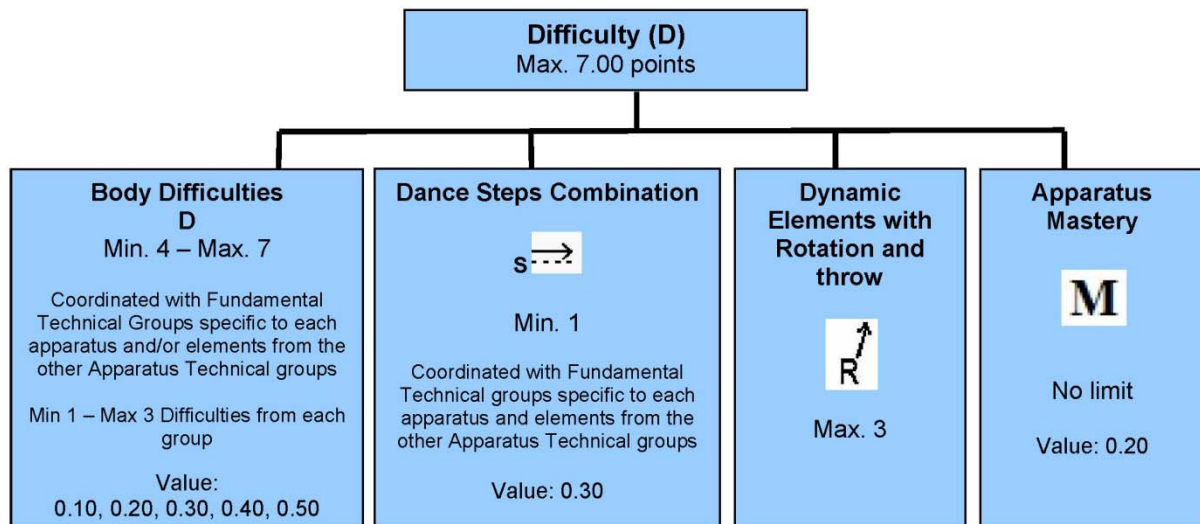 Difficulty (D)
Max. 7.00 points
Body Difficulties
D
Min. 4 – Max. 7
Coordinated with Fundamental
Technical Groups specific to each
apparatus and/or elements from the
other Apparatus Technical groups
Min 1 – Max 3 Difficulties from each
group
Value:
0.10, 0.20, 0.30, 0.40, 0.50
Dance Steps Combination
S
Min. 1
Coordinated with Fundamental
Technical groups specific to each
apparatus and elements from the
other Apparatus Technical groups
Value: 0.30
Dynamic
Elements with
Rotation and
throw
R
Max. 3
Apparatus
Mastery
M
No limit
Value: 0.20